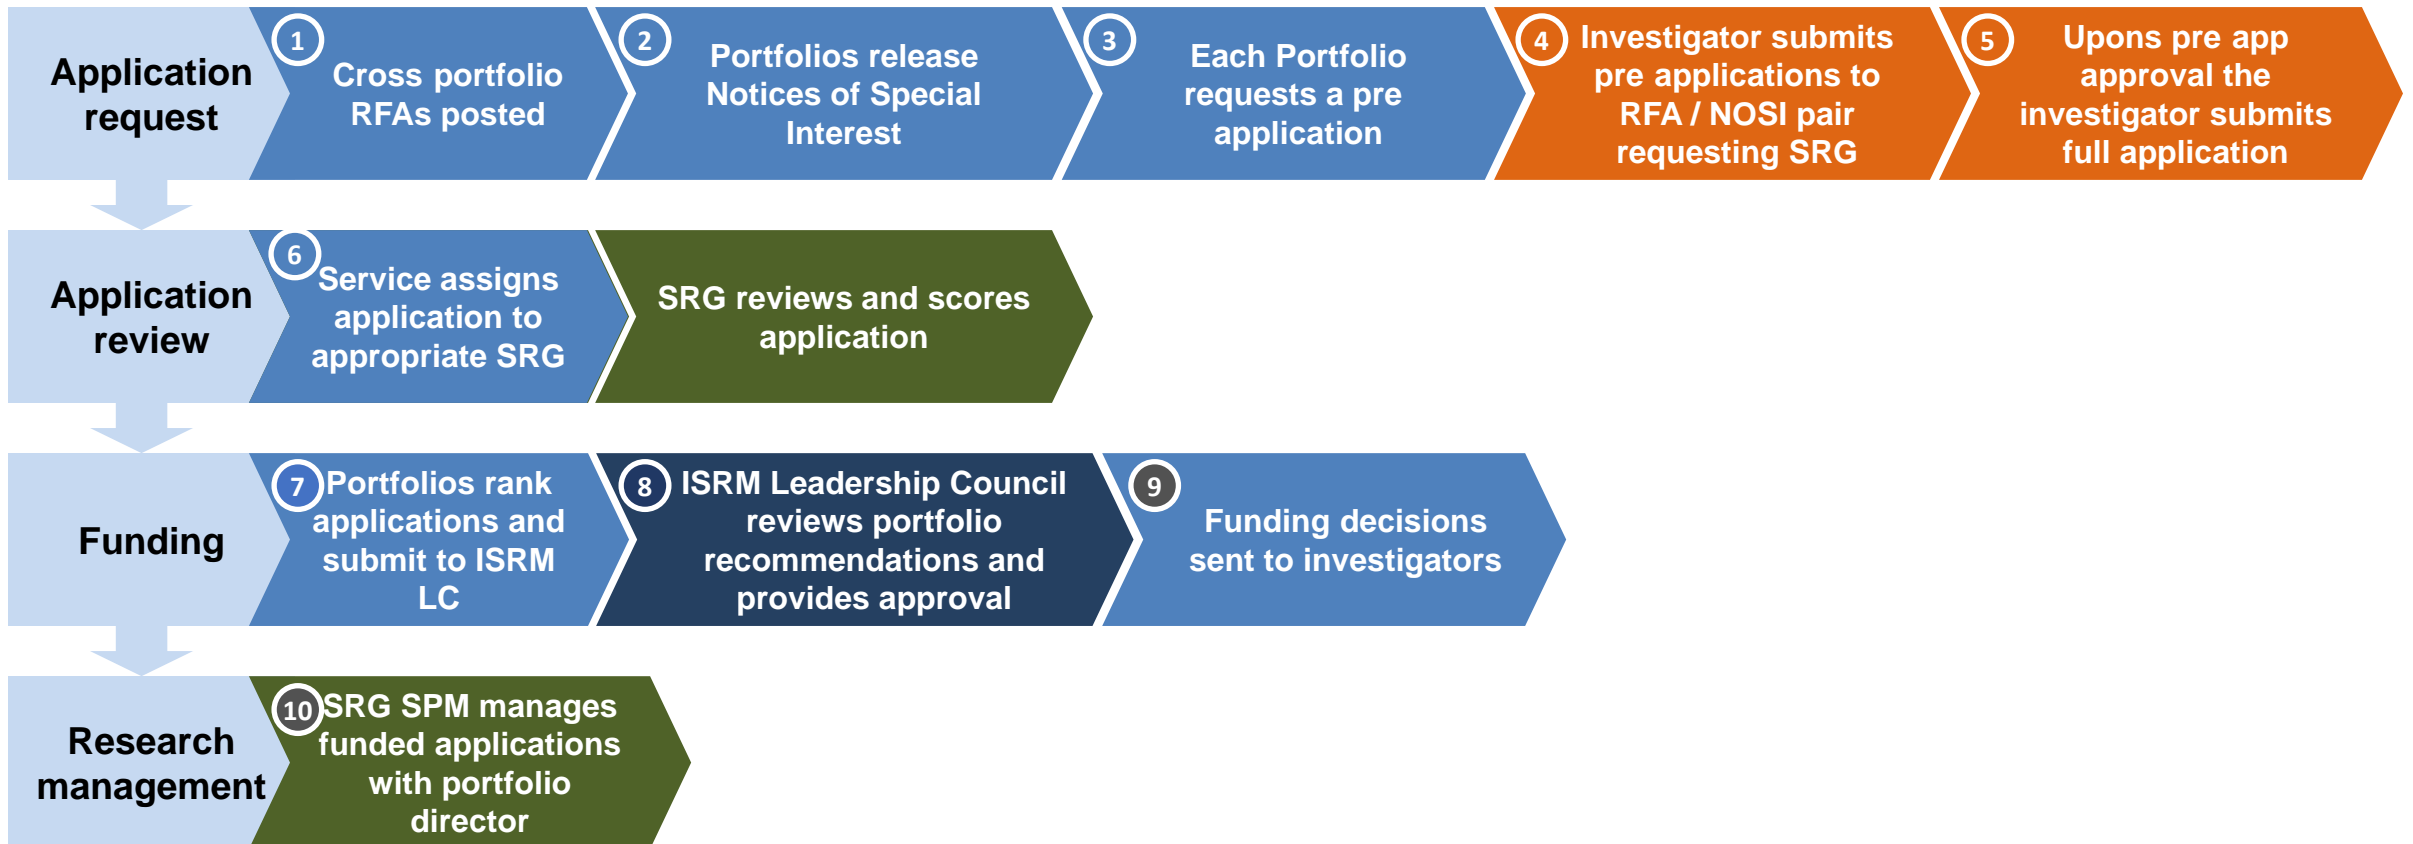 Application
request
1
Cross portfolio
RFAs posted
2
Portfolios release
Notices of Special
Interest
3
Each Portfolio
requests a pre
application
4
Investigator submits
pre applications to
RFA / NOSI pair
requesting SRG
5
Upons pre app
approval the
investigator submits
full application
Application
review
6
Service assigns
application to
appropriate SRG
SRG reviews and scores
application
Funding
7
Portfolios rank
applications and
submit to ISRM
LC
8
ISRM Leadership Council
reviews portfolio
recommendations and
provides approval
9
Funding decisions
sent to investigators
Research
management
10
SRG SPM manages
funded applications
with portfolio
director